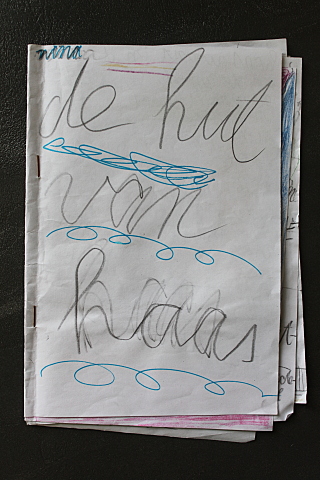 nina
de hut
van
haas